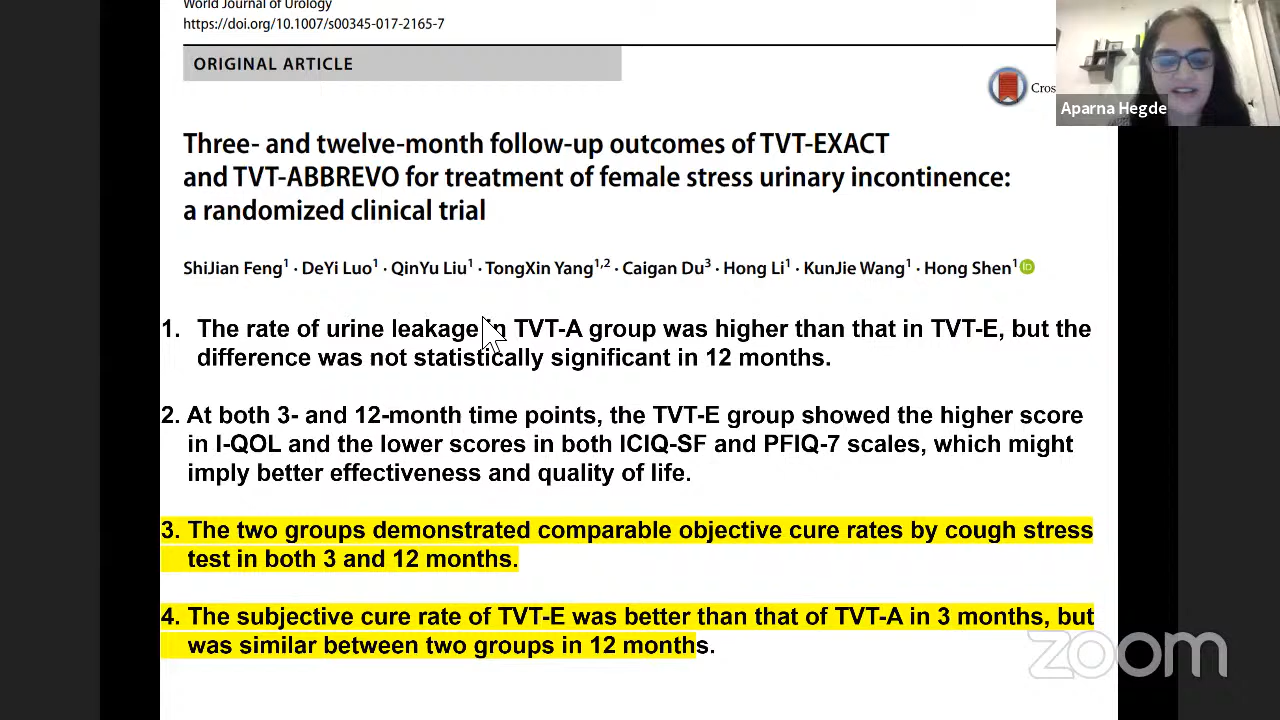 World Journal of Urology
https://doi.org/10.1007/s00345-017-2165-7
ORIGINAL ARTICLE
Cros
Aparna Hegde
Three- and twelve-month follow-up outcomes of TVT-EXACT
and TVT-ABBREVO for treatment of female stress urinary incontinence:
a randomized clinical trial
ShiJian Feng1 · DeYi Luo1 · QinYu Liu1 · TongXin Yang1,2 · Caigan Du3 · Hong Li1 · KunJie Wang1 · Hong Shen1 iD
1. The rate of urine leakage in TVT-A group was higher than that in TVT-E, but the
difference was not statistically significant in 12 months.
2. At both 3- and 12-month time points, the TVT-E group showed the higher score
in I-QOL and the lower scores in both ICIQ-SF and PFIQ-7 scales, which might
imply better effectiveness and quality of life.
3. The two groups demonstrated comparable objective cure rates by cough stress
test in both 3 and 12 months.
4. The subjective cure rate of TVT-E was better than that of TVT-A in 3 months, but
was similar between two groups in 12 months.
zoom